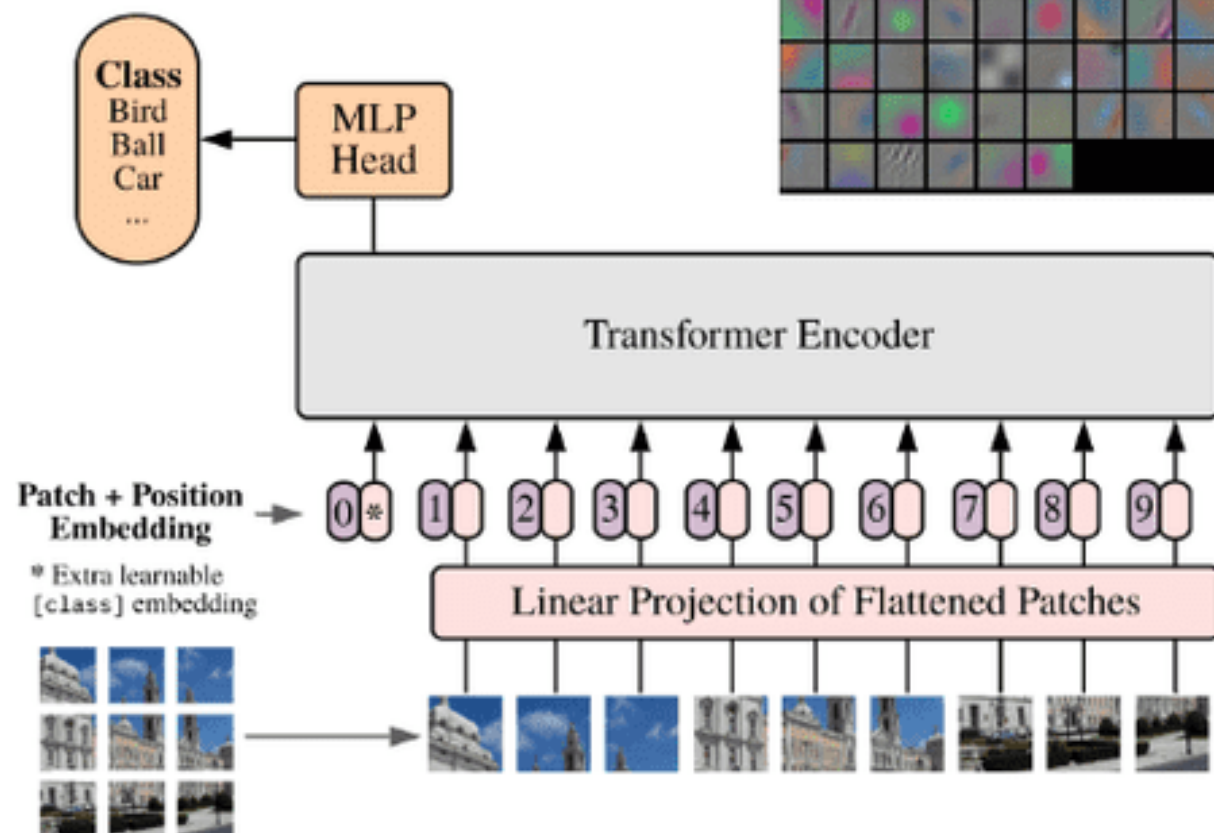 Class
Bird
Ball
Car
...
MLP
Head
Transformer Encoder
Patch + Position
Embedding
* Extra learnable
[class] embedding
0 * 1 2 3 4 5 6 7 8 9
Linear Projection of Flattened Patches